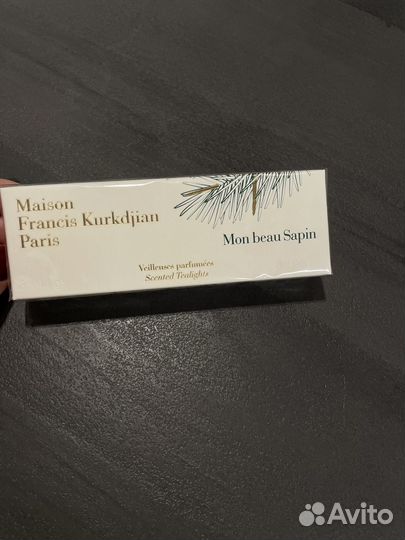 Maison
Francis Kurkdjian
Paris
Mon beau Sapin
Veilleuses parfumées
Scented Tealights
Avito